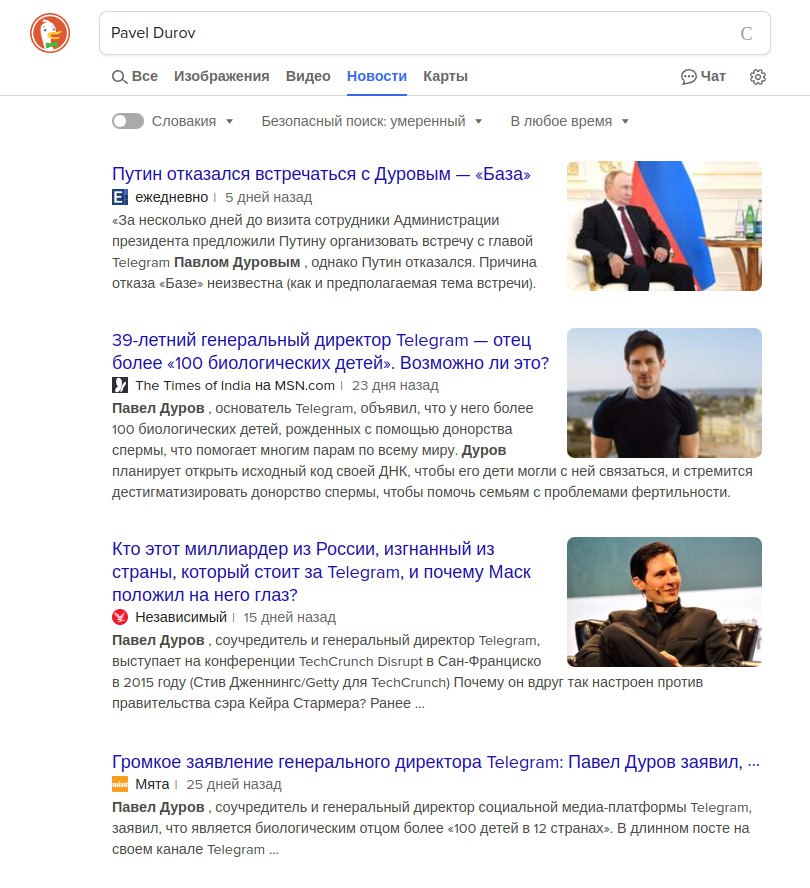 Pavel Durov
Все Изображения Видео Новости Карты Чат
Словакия Безопасный поиск: умеренный В любое время
Путин отказался встречаться с Дуровым — «База»
E ежедневно | 5 дней назад
«За несколько дней до визита сотрудники Администрации
президента предложили Путину организовать встречу с главой
Telegram Павлом Дуровым , однако Путин отказался. Причина
отказа «Базе» неизвестна (как и предполагаемая тема встречи).
39-летний генеральный директор Telegram — отец
более «100 биологических детей». Возможно ли это?
The Times of India на MSN.com | 23 дня назад
Павел Дуров , основатель Telegram, объявил, что у него более
100 биологических детей, рожденных с помощью донорства
спермы, что помогает многим парам по всему миру. Дуров
планирует открыть исходный код своей ДНК, чтобы его дети могли с ней связаться, и стремится
дестигматизировать донорство спермы, чтобы помочь семьям с проблемами фертильности.
Кто этот миллиардер из России, изгнанный из
страны, который стоит за Telegram, и почему Маск
положил на него глаз?
Независимый | 15 дней назад
Павел Дуров , соучредитель и генеральный директор Telegram,
выступает на конференции TechCrunch Disrupt в Сан-Франциско
в 2015 году (Стив Дженнингс/Getty для TechCrunch) Почему он вдруг так настроен против
правительства сэра Кейра Стармера? Ранее ...
Громкое заявление генерального директора Telegram: Павел Дуров заявил, ...
mint Мята | 25 дней назад
Павел Дуров , соучредитель и генеральный директор социальной медиа-платформы Telegram,
заявил, что является биологическим отцом более «100 детей в 12 странах». В длинном посте на
своем канале Telegram ...